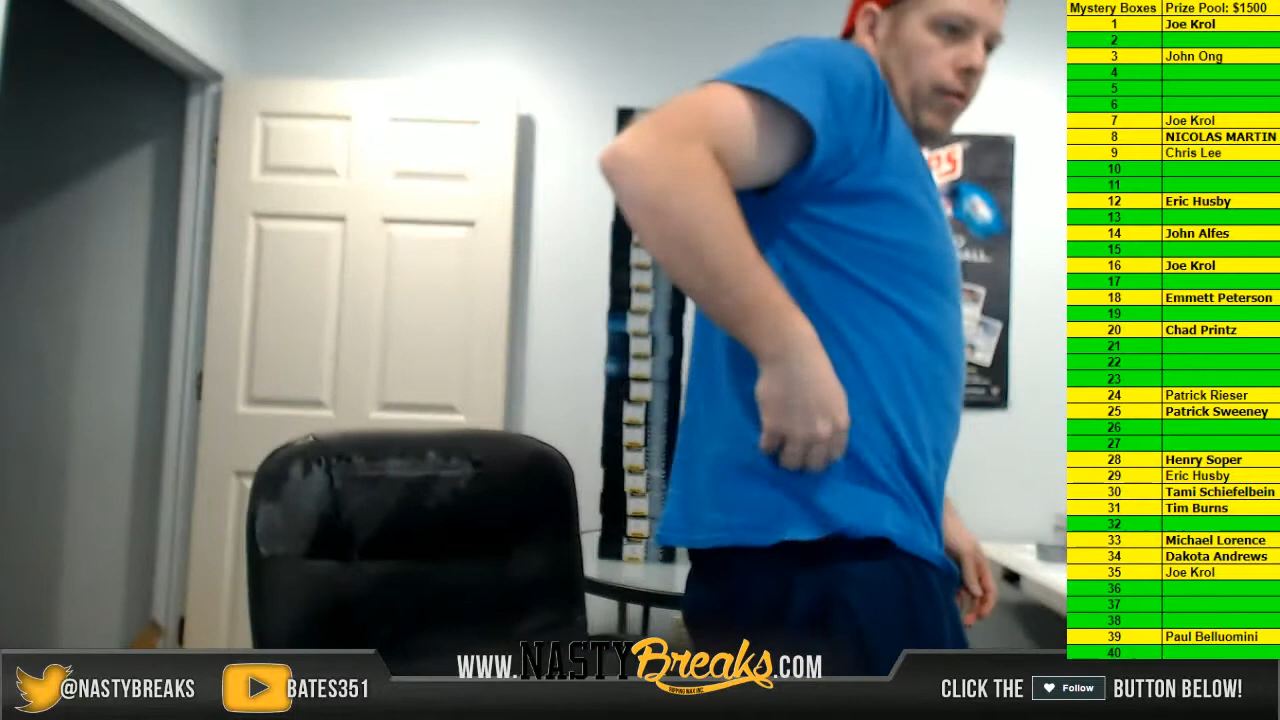 Mystery Boxes Prize Pool: $1500
1 Joe Krol
2
3 John Ong
4
5
6
7 Joe Krol
8 NICOLAS MARTIN
9 Chris Lee
10
11
12 Eric Husby
13
14 John Alfes
15
16 Joe Krol
17
18 Emmett Peterson
19
20 Chad Printz
21
22
23
24 Patrick Rieser
25 Patrick Sweeney
26
27
28 Henry Soper
29 Eric Husby
30 Tami Schiefelbein
31 Tim Burns
32
33 Michael Lorence
34 Dakota Andrews
35 Joe Krol
36
37
38
39 Paul Belluomini
40
@NASTYBREAKS
BATES351
WWW.NASTYBreaks.COM
RIPPING WAX INC.
CLICK THE Follow BUTTON BELOW!